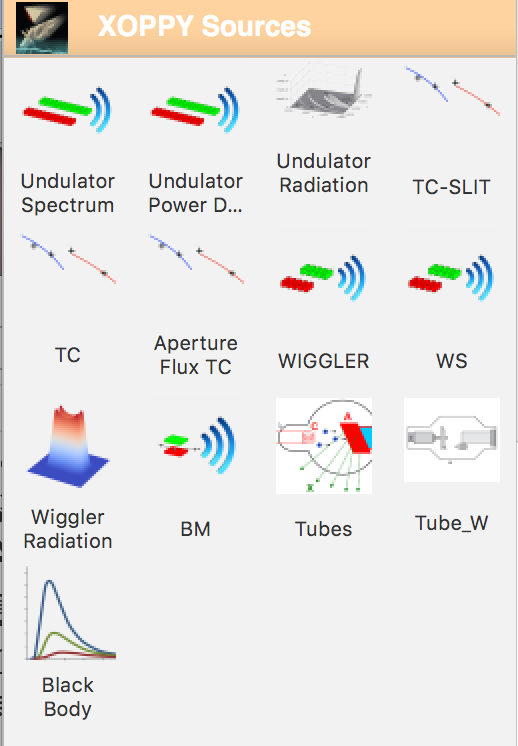 XOPPY Sources
Undulator
Spectrum
Undulator
Power D...
Undulator
Radiation
TC-SLIT
TC
Aperture
Flux TC
WIGGLER
WS
Wiggler
Radiation
BM
C
A
X
Tubes
Tube_W
Black
Body